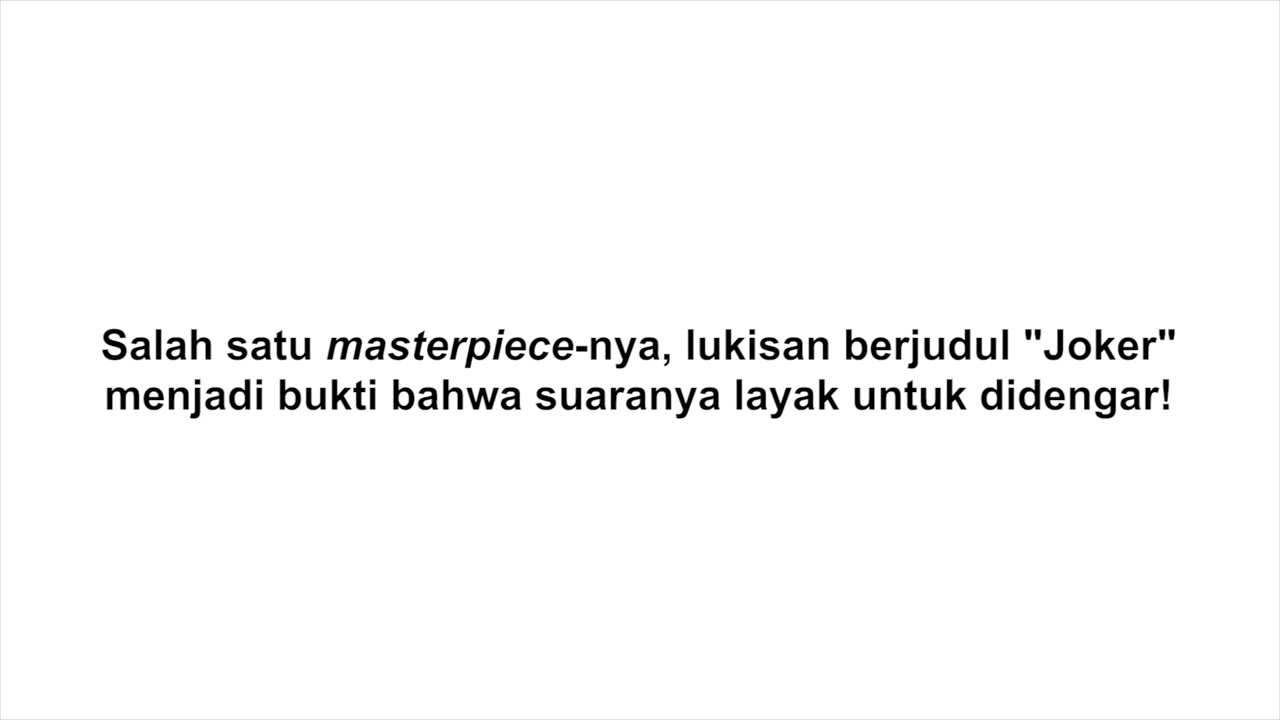 Salah satu masterpiece-nya, lukisan berjudul "Joker"
menjadi bukti bahwa suaranya layak untuk didengar!